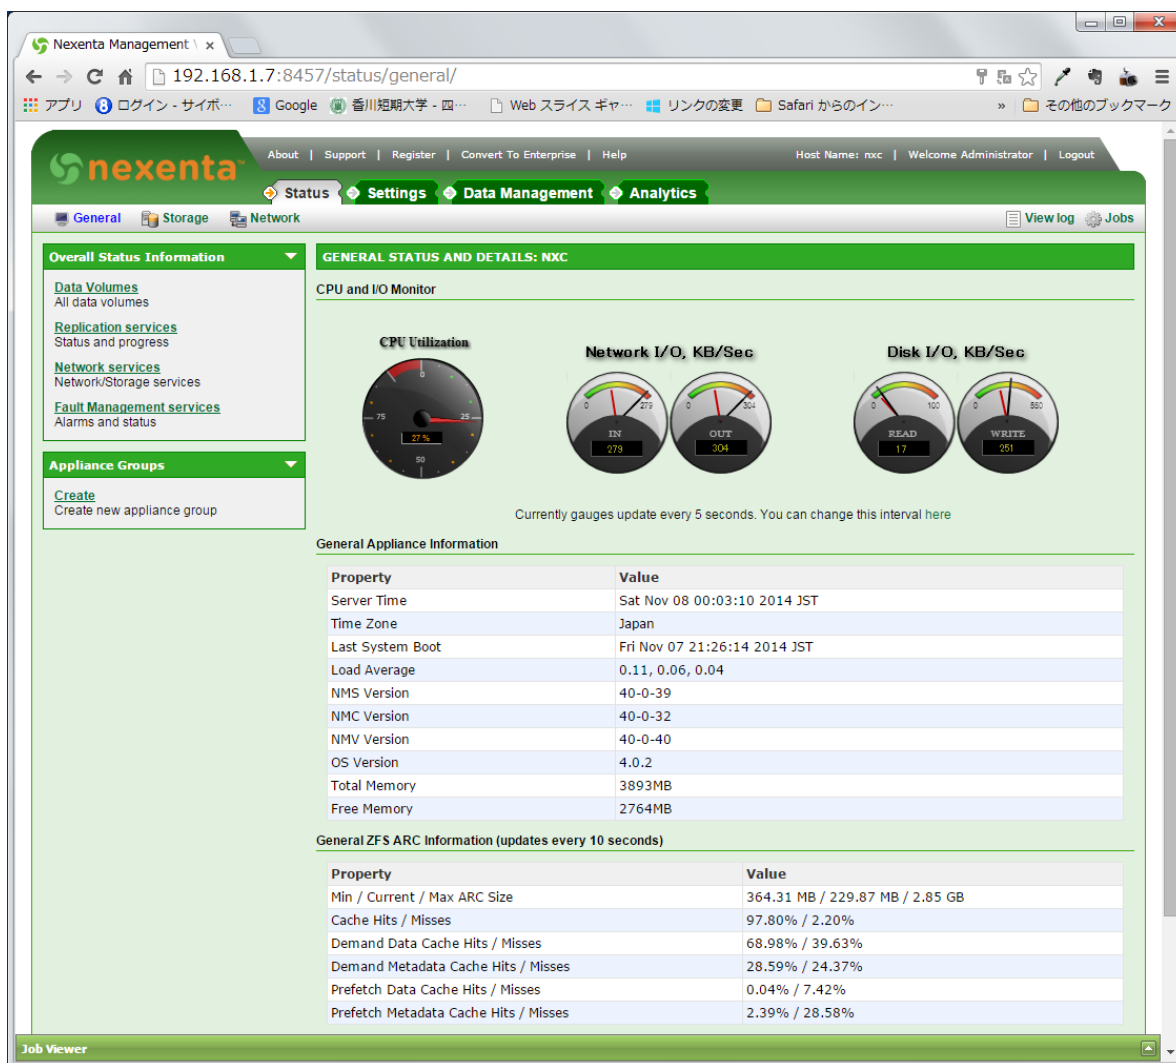 Nexenta Management \
192.168.1.7:8457/status/general/
アプリ ログイン - サイボ… Google 香川短期大学 - 四… Web スライス ギャ… リンクの変更 Safari からのイン… » その他のブックマーク
nexenta™
About | Support | Register | Convert To Enterprise | Help
Host Name: nxc | Welcome Administrator | Logout
Status Settings Data Management Analytics
General Storage Network
View log Jobs
Overall Status Information
Data Volumes
All data volumes
Replication services
Status and progress
Network services
Network/Storage services
Fault Management services
Alarms and status
Appliance Groups
Create
Create new appliance group
GENERAL STATUS AND DETAILS: NXC
CPU and I/O Monitor
CPU Utilization
0
75 25
27 %
50
Network I/O, KB/Sec
0 279
IN
279
0 304
OUT
304
Disk I/O, KB/Sec
0 100
READ
17
0 550
WRITE
251
Currently gauges update every 5 seconds. You can change this interval here
General Appliance Information
Property Value
Server Time Sat Nov 08 00:03:10 2014 JST
Time Zone Japan
Last System Boot Fri Nov 07 21:26:14 2014 JST
Load Average 0.11, 0.06, 0.04
NMS Version 40-0-39
NMC Version 40-0-32
NMV Version 40-0-40
OS Version 4.0.2
Total Memory 3893MB
Free Memory 2764MB
General ZFS ARC Information (updates every 10 seconds)
Property Value
Min / Current / Max ARC Size 364.31 MB / 229.87 MB / 2.85 GB
Cache Hits / Misses 97.80% / 2.20%
Demand Data Cache Hits / Misses 68.98% / 39.63%
Demand Metadata Cache Hits / Misses 28.59% / 24.37%
Prefetch Data Cache Hits / Misses 0.04% / 7.42%
Prefetch Metadata Cache Hits / Misses 2.39% / 28.58%
Job Viewer